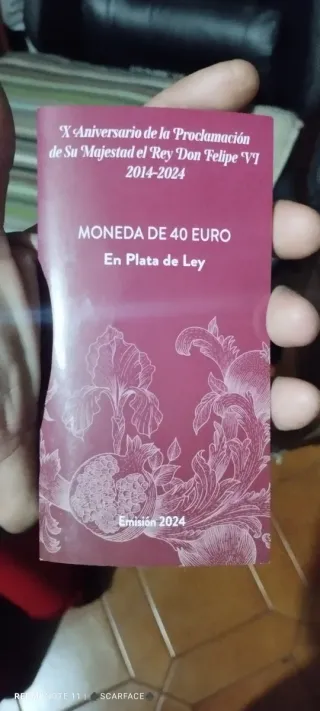 X Aniversario de la Proclamación
de Su Majestad el Rey Don Felipe VI
2014-2024
MONEDA DE 40 EURO
En Plata de Ley
Emisión 2024
SCARFACE